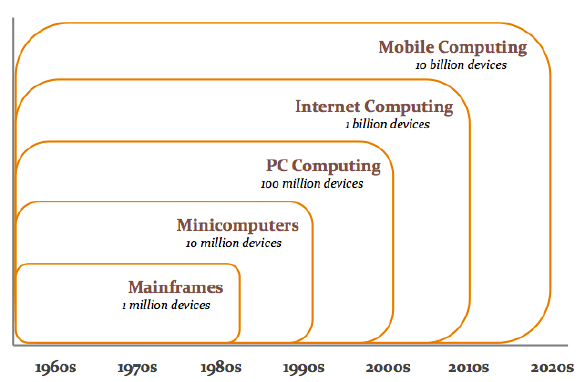 Mobile Computing
10 billion devices
Internet Computing
1 billion devices
PC Computing
100 million devices
Minicomputers
10 million devices
Mainframes
1 million devices
1960s 1970s 1980s 1990s 2000s 2010s 2020s